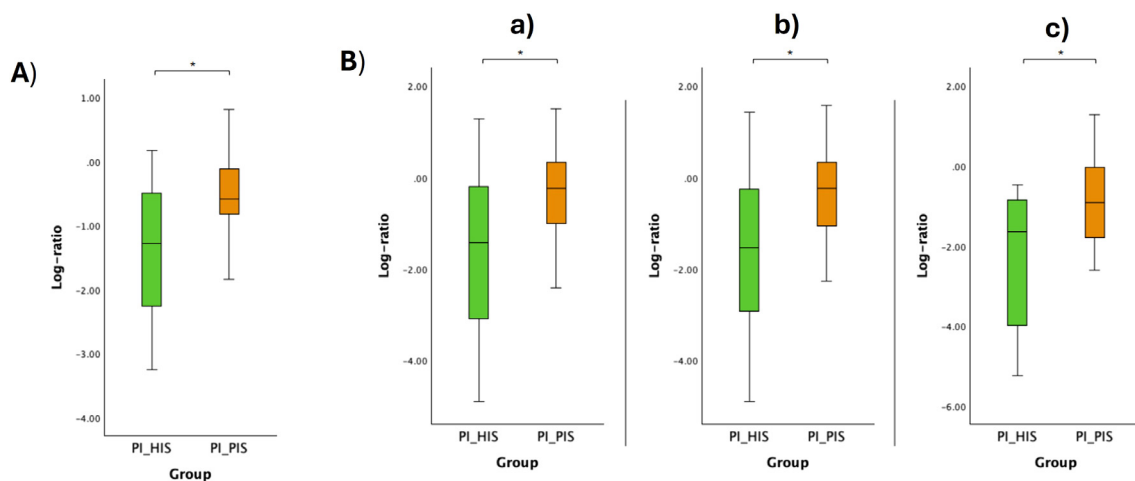 A)
*
1.00
.00
-1.00
-2.00
-3.00
-4.00
Log-ratio
PI_HIS PI_PIS
Group
B)
a)
*
2.00
.00
-2.00
-4.00
Log-ratio
PI_HIS PI_PIS
Group
b)
*
2.00
.00
-2.00
-4.00
Log-ratio
PI_HIS PI_PIS
Group
c)
*
2.00
.00
-2.00
-4.00
-6.00
Log-ratio
PI_HIS PI_PIS
Group